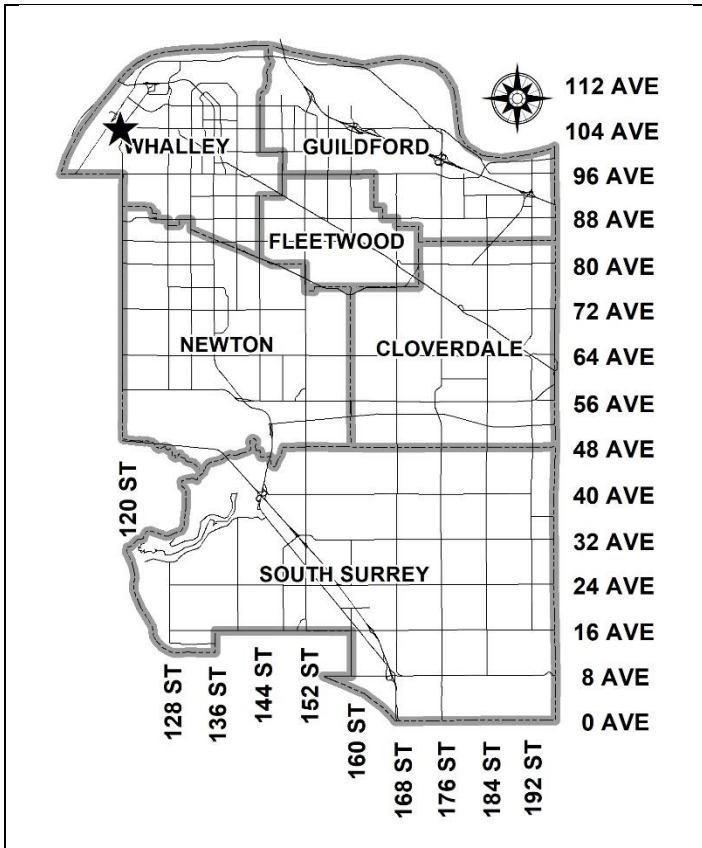 112 AVE
104 AVE
WHALLEY
GUILDFORD
96 AVE
88 AVE
FLEETWOOD
80 AVE
72 AVE
NEWTON
CLOVERDALE
64 AVE
56 AVE
48 AVE
120 ST
40 AVE
32 AVE
SOUTH SURREY
24 AVE
16 AVE
8 AVE
0 AVE
128 ST
136 ST
144 ST
152 ST
160 ST
168 ST
176 ST
184 ST
192 ST